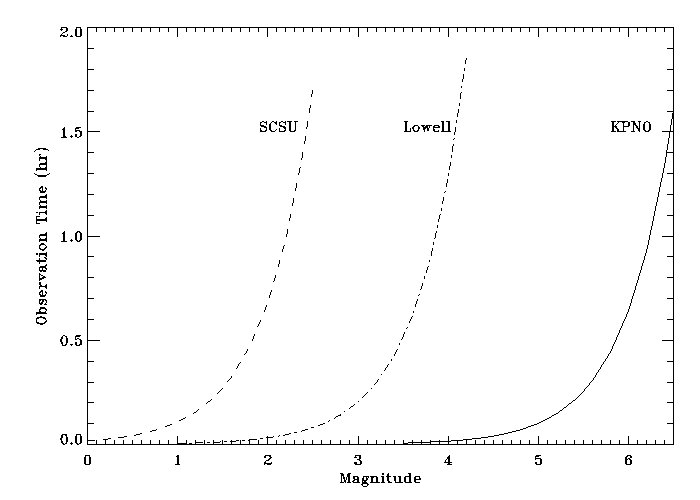 2.0
SCSU
Lowell
KPNO
1.5
1.0
0.5
0.0
Observation Time (hr)
0 1 2 3 4 5 6
Magnitude